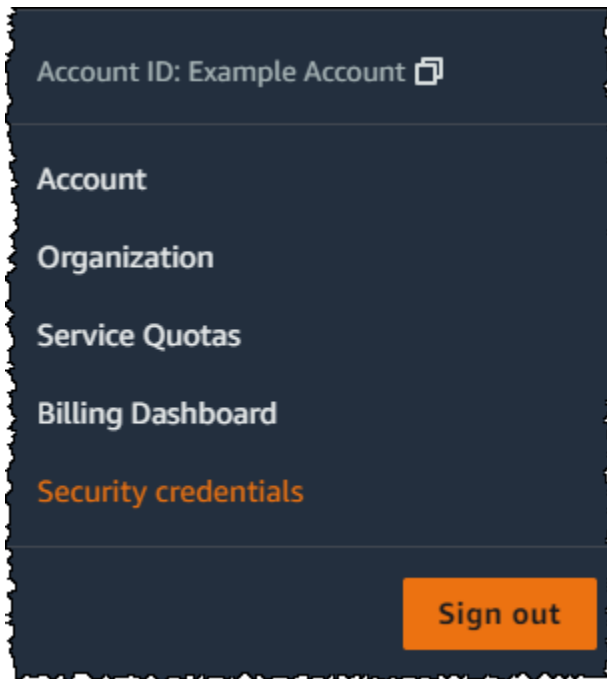 Account ID: Example Account
Account
Organization
Service Quotas
Billing Dashboard
Security credentials
Sign out